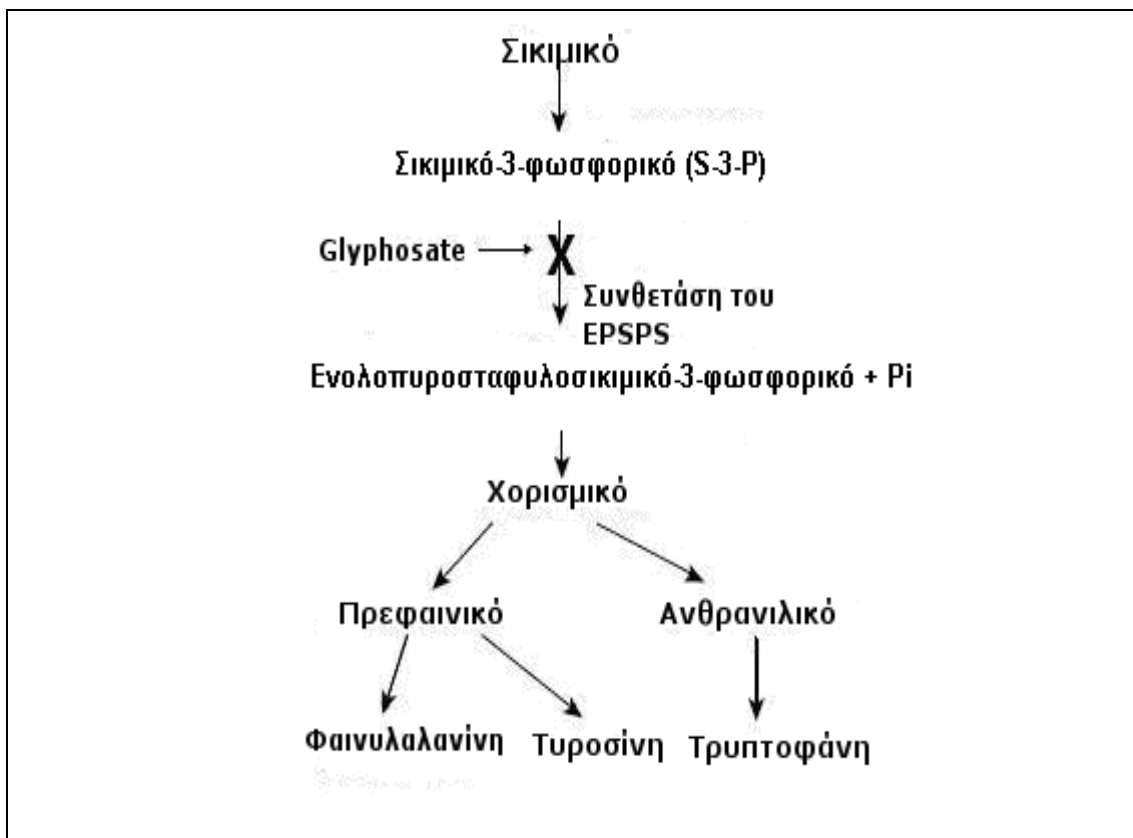 Σικιμικό
Σικιμικό-3-φωσφορικό (S-3-P)
Glyphosate
X
Συνθετάση του
EPSPS
Ενολοπυροσταφυλοσικιμικό-3-φωσφορικό + Pi
Χορισμικό
Πρεφαινικό Ανθρανιλικό
Φαινυλαλανίνη Τυροσίνη Τρυπτοφάνη